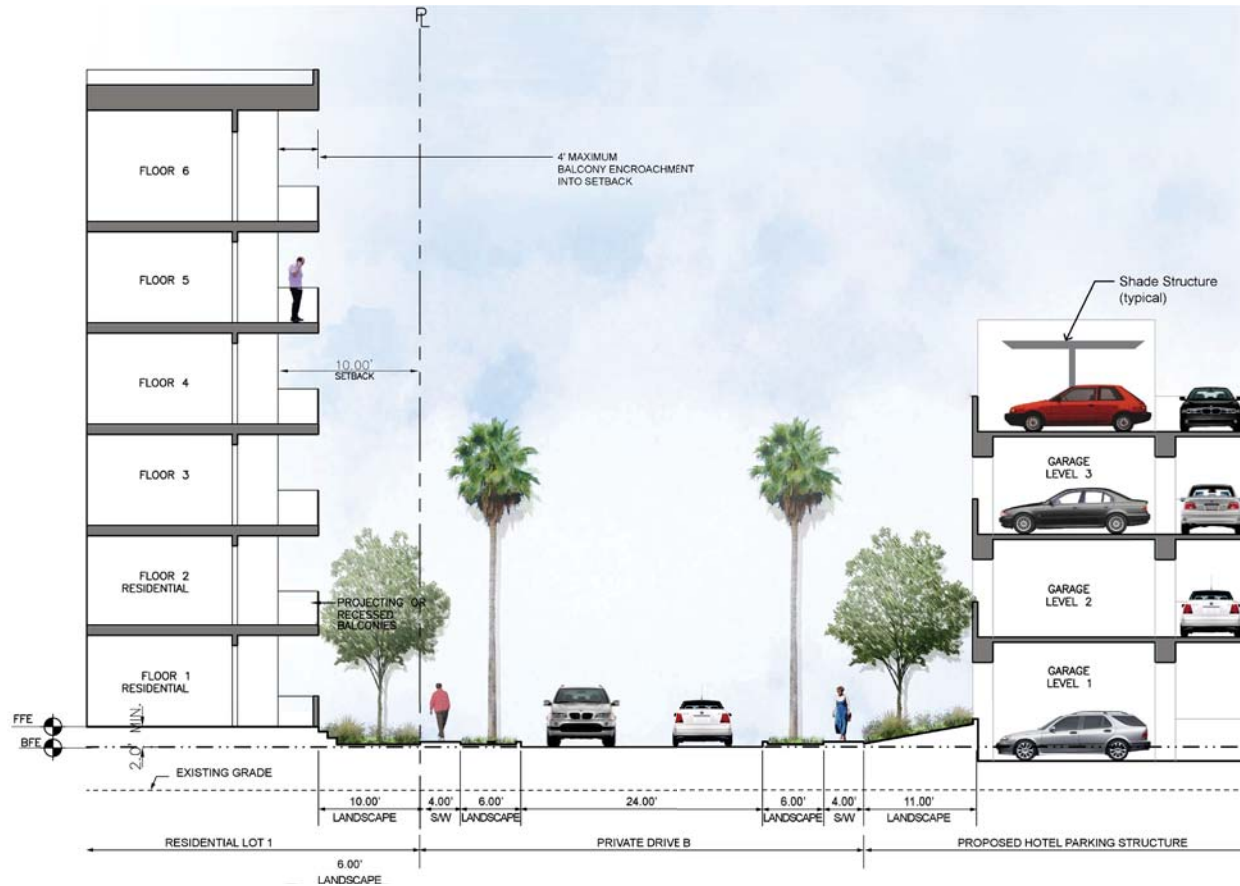 PL
FLOOR 6
4' MAXIMUM
BALCONY ENCROACHMENT
INTO SETBACK
FLOOR 5
Shade Structure
(typical)
10.00'
SETBACK
FLOOR 4
FLOOR 3
GARAGE
LEVEL 3
FLOOR 2
RESIDENTIAL
PROJECTING OR
RECESSED
BALCONIES
GARAGE
LEVEL 2
FLOOR 1
RESIDENTIAL
GARAGE
LEVEL 1
FFE
BFE
2.0' MIN.
EXISTING GRADE
10.00'
LANDSCAPE
4.00'
S/W
6.00'
LANDSCAPE
24.00'
6.00'
LANDSCAPE
4.00'
S/W
11.00'
LANDSCAPE
RESIDENTIAL LOT 1
PRIVATE DRIVE B
PROPOSED HOTEL PARKING STRUCTURE
6.00'
LANDSCAPE